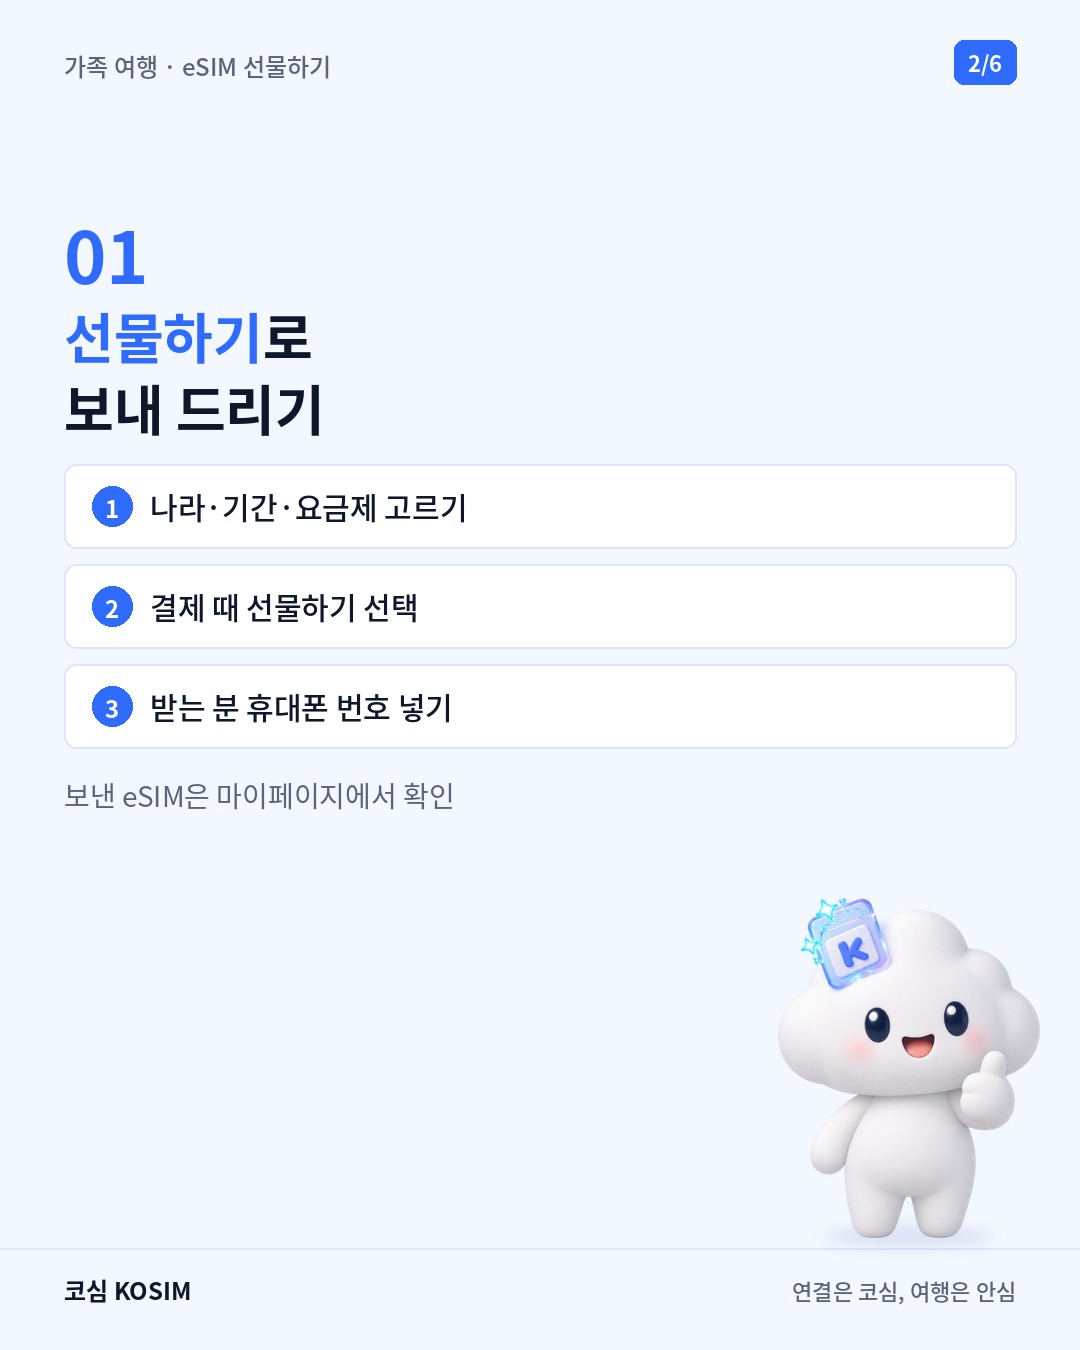 가족 여행 · eSIM 선물하기
2/6
01
선물하기로
보내 드리기
1 나라·기간·요금제 고르기
2 결제 때 선물하기 선택
3 받는 분 휴대폰 번호 넣기
보낸 eSIM은 마이페이지에서 확인
K
코심 KOSIM
연결은 코심, 여행은 안심